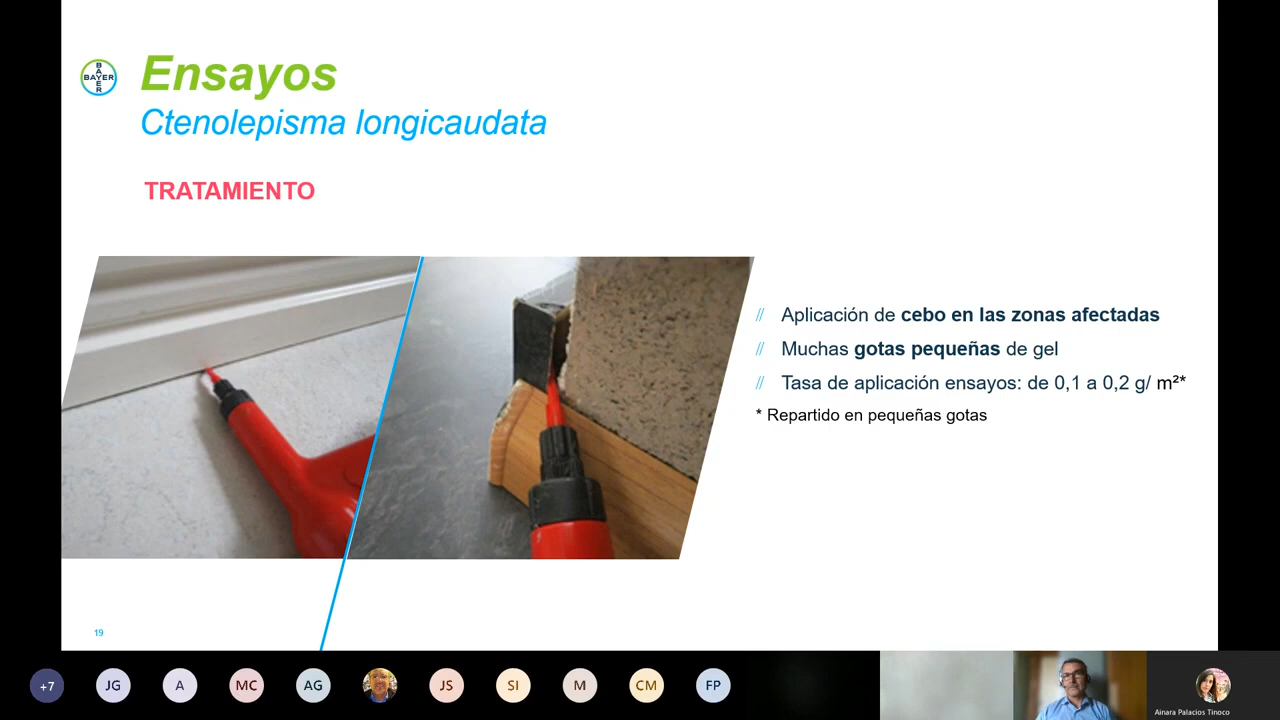 BAYER
BAYER
Ensayos
Ctenolepisma longicaudata
TRATAMIENTO
// Aplicación de cebo en las zonas afectadas
// Muchas gotas pequeñas de gel
// Tasa de aplicación ensayos: de 0,1 a 0,2 g/ m²*
* Repartido en pequeñas gotas
19
+7
JG
A
MC
AG
JS
SI
M
CM
FP
Ainara Palacios Tinoco